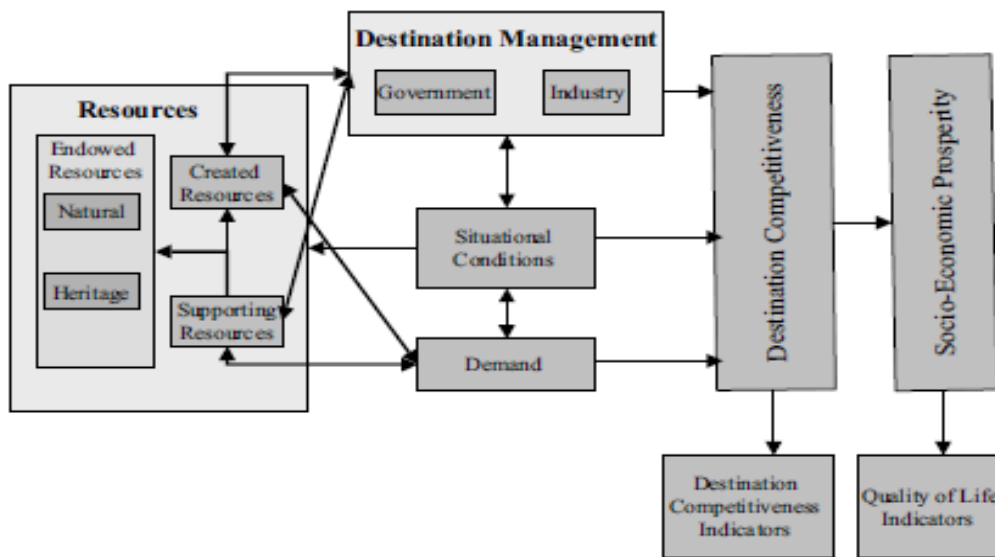 Destination Management
Government
Industry
Resources
Endowed
Resources
Natural
Heritage
Created
Resources
Supporting
Resources
Situational
Conditions
Demand
Destination Competitiveness
Socio-Economic Prosperity
Destination
Competitiveness
Indicators
Quality of Life
Indicators